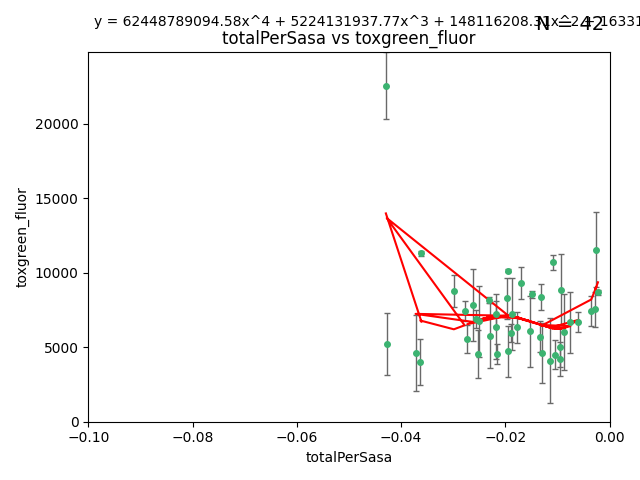 y = 62448789094.58x^4 + 5224131937.77x^3 + 148116208.31x^2 + 16331
N = 42
totalPerSasa vs toxgreen_fluor
toxgreen_fluor
20000
15000
10000
5000
0
−0.10 −0.08 −0.06 −0.04 −0.02 0.00
totalPerSasa